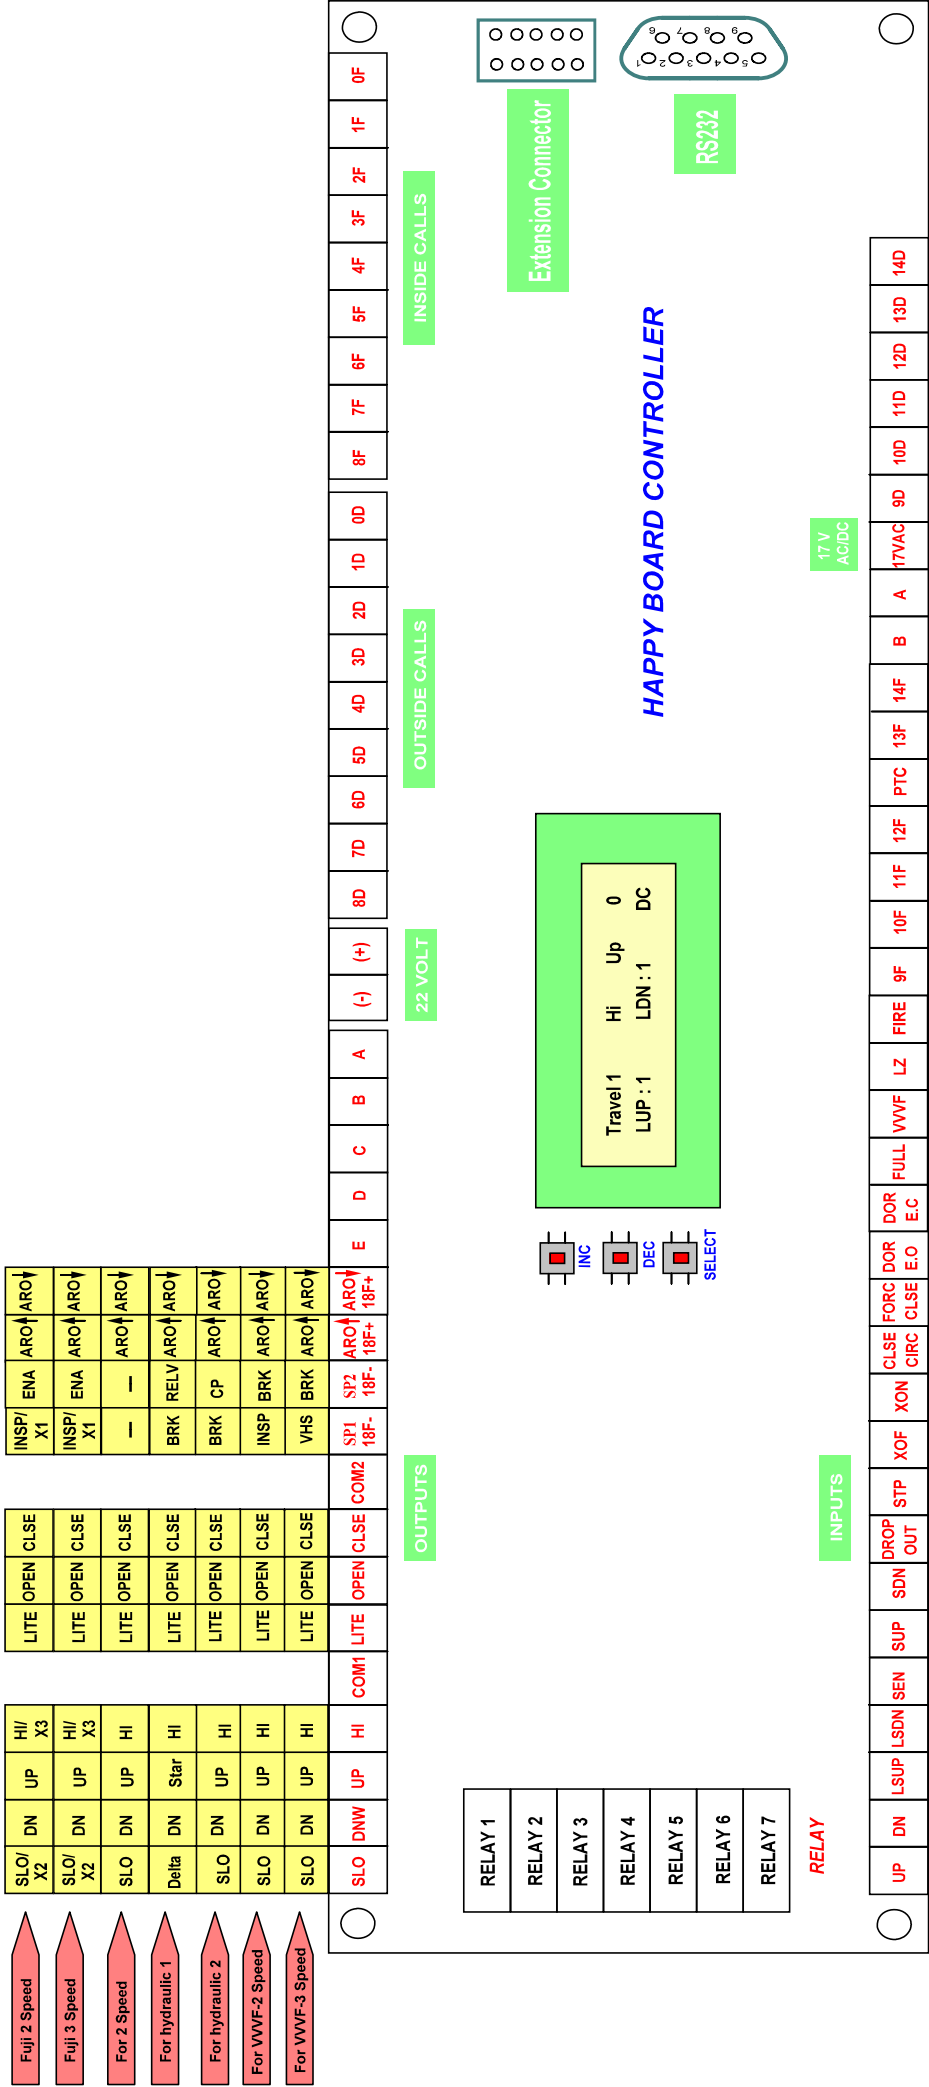 Fuji 2 Speed
SLO/ X2
DN
UP
HI/ X3
LITE
OPEN
CLSE
INSP/ X1
ENA
ARO
ARO
Fuji 3 Speed
SLO/ X2
DN
UP
HI/ X3
LITE
OPEN
CLSE
INSP/ X1
ENA
ARO
ARO
For 2 Speed
SLO
DN
UP
HI
LITE
OPEN
CLSE
—
—
ARO
ARO
For hydraulic 1
Delta
DN
Star
HI
LITE
OPEN
CLSE
BRK
RELV
ARO
ARO
For hydraulic 2
SLO
DN
UP
HI
LITE
OPEN
CLSE
BRK
CP
ARO
ARO
For VVVF-2 Speed
SLO
DN
UP
HI
LITE
OPEN
CLSE
INSP
BRK
ARO
ARO
For VVVF-3 Speed
SLO
DN
UP
HI
LITE
OPEN
CLSE
VHS
BRK
ARO
ARO
SLO
DNW
UP
HI
COM1
LITE
OPEN
CLSE
COM2
SP1
18F-
SP2
18F-
ARO
18F+
ARO
18F+
E
D
C
B
A
(-)
(+)
8D
7D
6D
5D
4D
3D
2D
1D
0D
8F
7F
6F
5F
4F
3F
2F
1F
0F
OUTPUTS
22 VOLT
OUTSIDE CALLS
INSIDE CALLS
RELAY 1
RELAY 2
RELAY 3
RELAY 4
RELAY 5
RELAY 6
RELAY 7
RELAY
INC
DEC
SELECT
Travel 1 Hi Up 0
LUP : 1 LDN : 1 DC
HAPPY BOARD CONTROLLER
Extension Connector
RS232
6 7 8 9
1 2 3 4 5
INPUTS
17 V
AC/DC
UP
DN
LSUP
LSDN
SEN
SUP
SDN
DROP
OUT
STP
XOF
XON
CLSE
CIRC
FORC
CLSE
DOR
E.O
DOR
E.C
FULL
VVVF
LZ
FIRE
9F
10F
11F
12F
PTC
13F
14F
B
A
17VAC
9D
10D
11D
12D
13D
14D